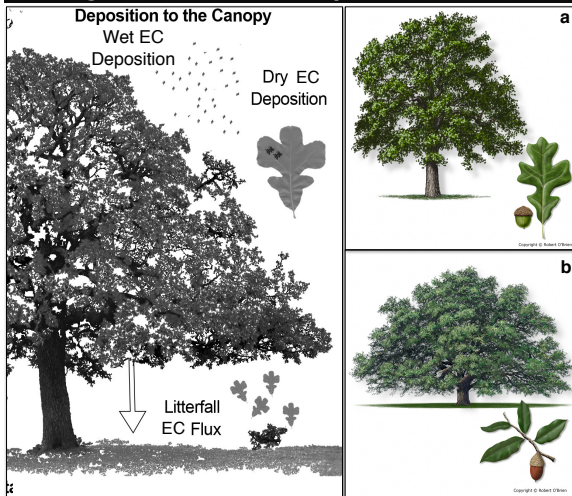 Deposition to the Canopy
Wet EC
Deposition
Dry EC
Deposition
Litterfall
EC Flux
a
Copyright © Robert O'Brien
b
Copyright © Robert O'Brien